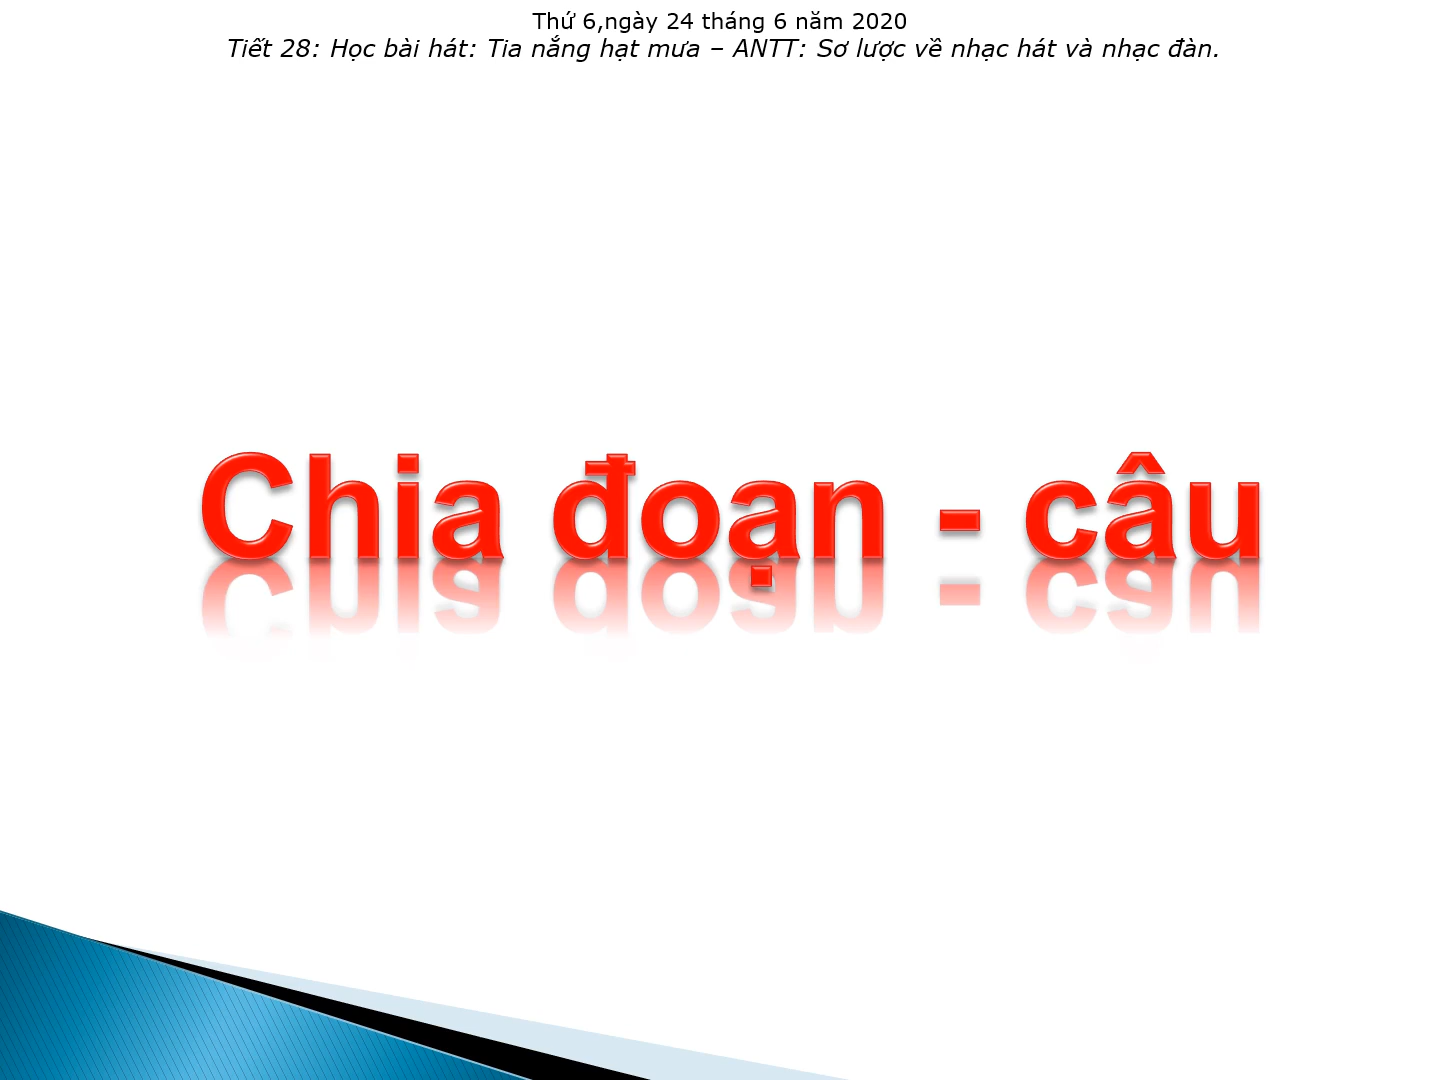 Thứ 6,ngày 24 tháng 6 năm 2020
Tiết 28: Học bài hát: Tia nắng hạt mưa – ANTT: Sơ lược về nhạc hát và nhạc đàn.
Chia đoạn - câu